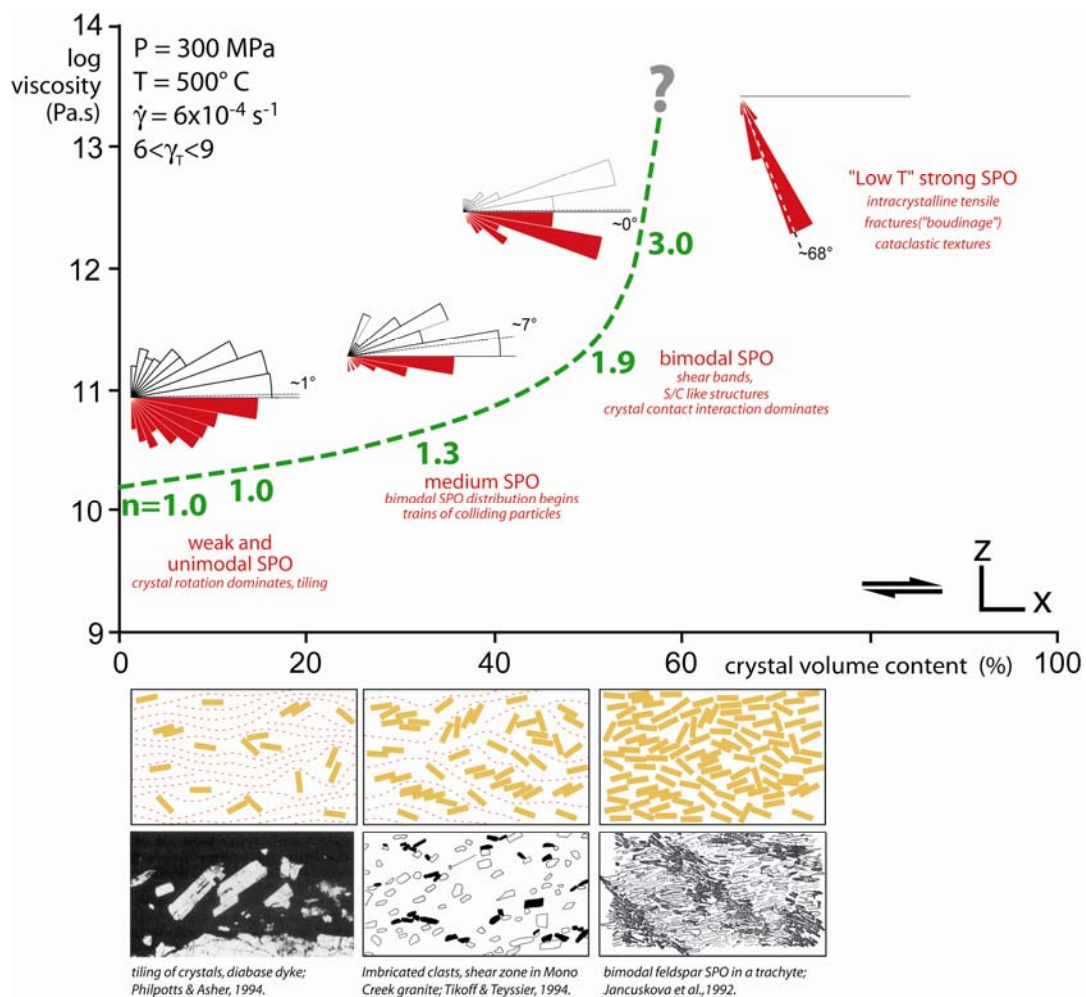 14
log
viscosity
(Pa.s)
P = 300 MPa
T = 500° C
γ̇ = 6x10⁻⁴ s⁻¹
6<γT<9
13
?
"Low T" strong SPO
intracrystalline tensile
fractures("boudinage")
cataclastic textures
~68°
~0°
3.0
12
~7°
1.9
bimodal SPO
shear bands,
S/C like structures
crystal contact interaction dominates
11
~1°
1.3
medium SPO
bimodal SPO distribution begins
trains of colliding particles
n=1.0
1.0
10
weak and
unimodal SPO
crystal rotation dominates, tiling
Z
X
9
0
20
40
60
crystal volume content (%)
100
tiling of crystals, diabase dyke;
Philpotts & Asher, 1994.
Imbricated clasts, shear zone in Mono
Creek granite; Tikoff & Teyssier, 1994.
bimodal feldspar SPO in a trachyte;
Jancuskova et al., 1992.